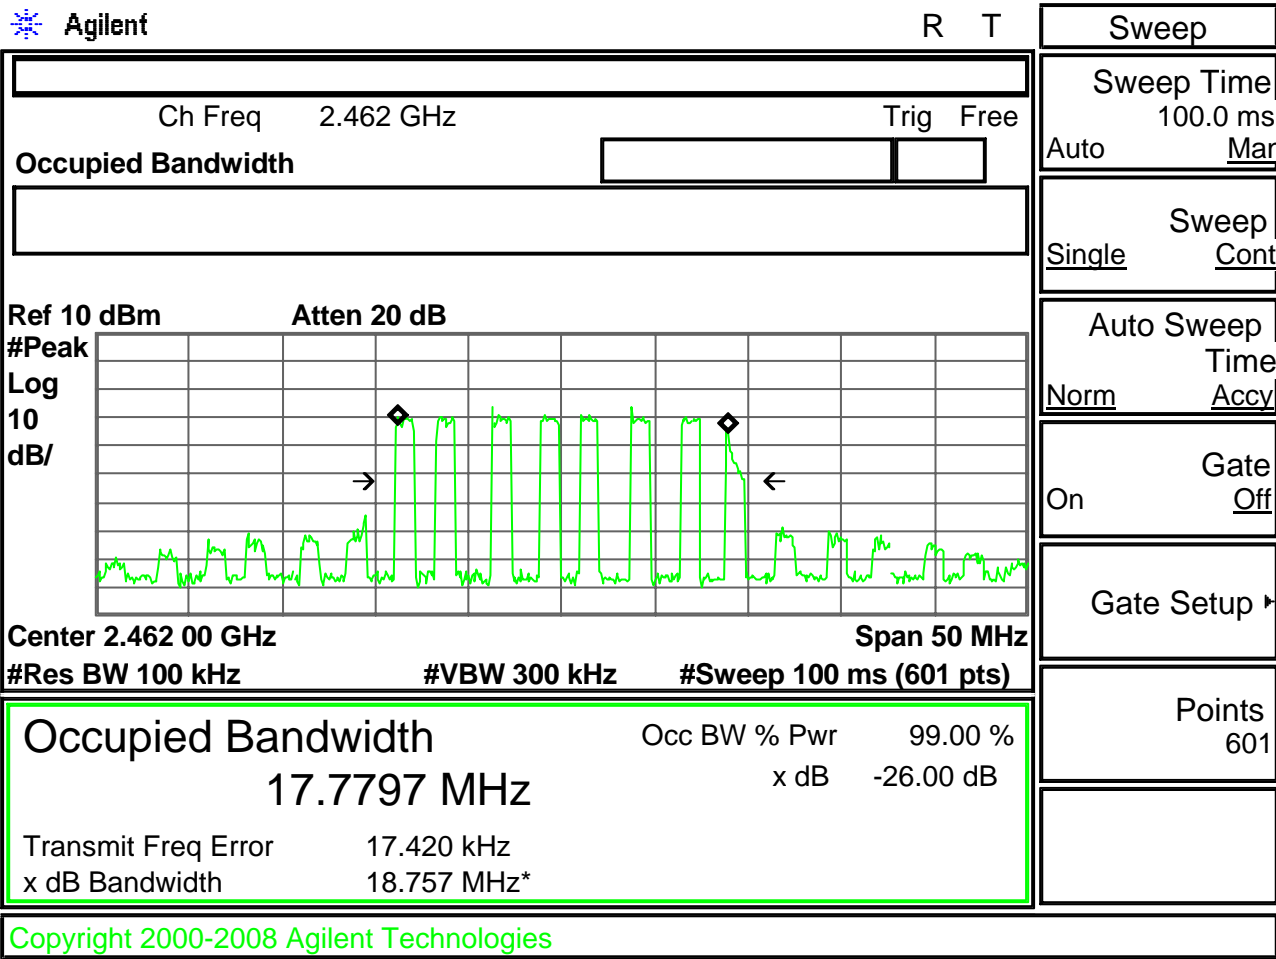 Agilent R T
Ch Freq 2.462 GHz Trig Free
Occupied Bandwidth
Ref 10 dBm Atten 20 dB
#Peak
Log
10
dB/
Center 2.462 00 GHz Span 50 MHz
#Res BW 100 kHz #VBW 300 kHz #Sweep 100 ms (601 pts)
Occupied Bandwidth
17.7797 MHz
Occ BW % Pwr 99.00 %
x dB -26.00 dB
Transmit Freq Error 17.420 kHz
x dB Bandwidth 18.757 MHz*
Copyright 2000-2008 Agilent Technologies
Sweep
Sweep Time
100.0 ms
Auto Man
Sweep
Single Cont
Auto Sweep
Time
Norm Accy
Gate
On Off
Gate Setup
Points
601